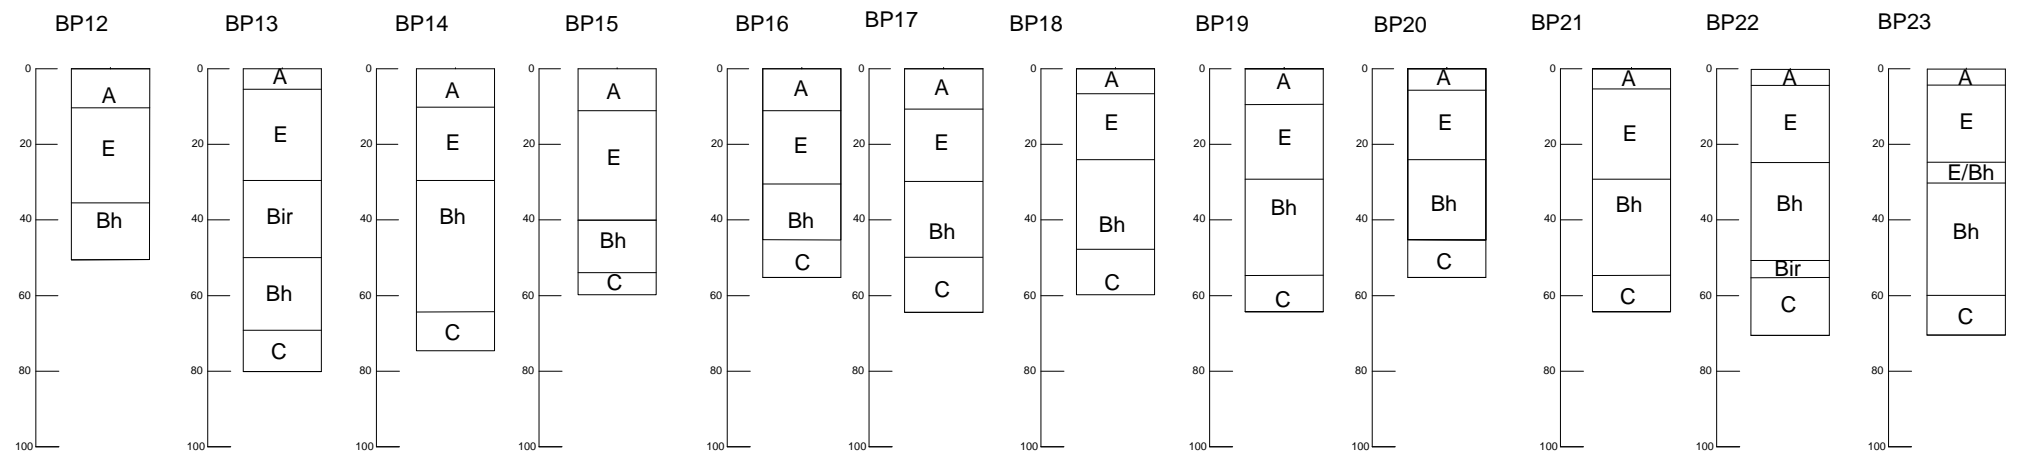 BP12 BP13 BP14 BP15 BP16 BP17 BP18 BP19 BP20 BP21 BP22 BP23
0 0 0 0 0 0 0 0 0 0 0 0
A A A A A A A A A A A A
E E E E E E E E E E E E
20 20 20 20 20 20 20 20 20 20 20 20
E/Bh
Bh Bir Bh Bh Bh Bh Bh Bh Bh Bh Bh Bh
40 40 40 40 40 40 40 40 40 40 40 40
Bh C C C C C C C C Bir C
60 60 60 60 60 60 60 60 60 60 60 60
C C
80 80 80 80 80 80 80 80 80 80 80 80
100 100 100 100 100 100 100 100 100 100 100 100